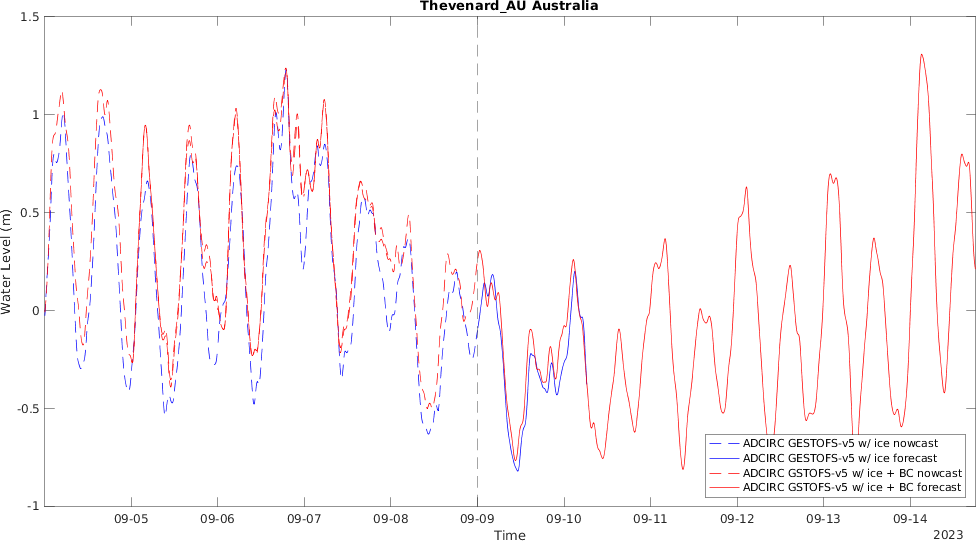 Thevenard_AU Australia
1.5
1
0.5
0
-0.5
-1
Water Level (m)
ADCIRC GESTOFS-v5 w/ ice nowcast
ADCIRC GESTOFS-v5 w/ ice forecast
ADCIRC GSTOFS-v5 w/ ice + BC nowcast
ADCIRC GSTOFS-v5 w/ ice + BC forecast
09-05 09-06 09-07 09-08 09-09 09-10 09-11 09-12 09-13 09-14
Time
2023